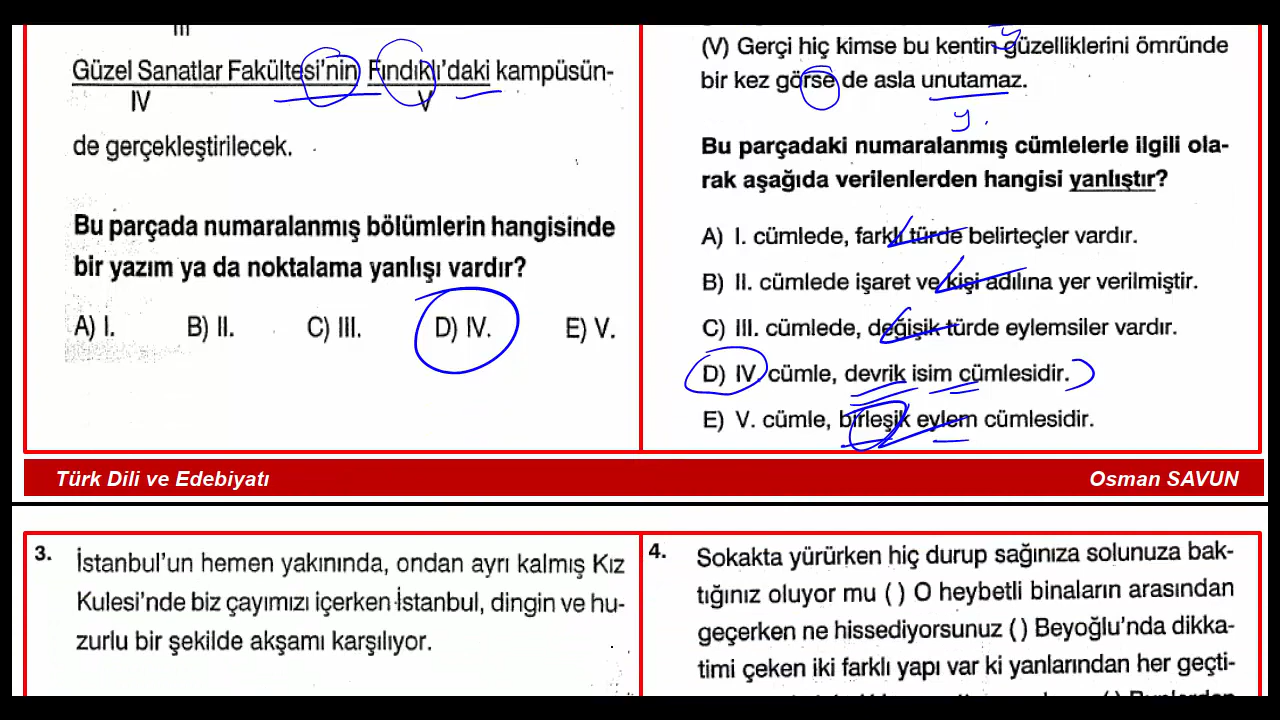 III
Güzel Sanatlar Fakültesi’nin Fındıklı’daki kampüsün-
IV
V
de gerçekleştirilecek.
Bu parçada numaralanmış bölümlerin hangisinde
bir yazım ya da noktalama yanlışı vardır?
A) I. B) II. C) III. D) IV. E) V.
(V) Gerçi hiç kimse bu kentin güzelliklerini ömründe
bir kez görse de asla unutamaz.
y.
Bu parçadaki numaralanmış cümlelerle ilgili ola-
rak aşağıda verilenlerden hangisi yanlıştır?
A) I. cümlede, farklı türde belirteçler vardır.
B) II. cümlede işaret ve kişi adılına yer verilmiştir.
C) III. cümlede, değişik türde eylemsiler vardır.
D) IV. cümle, devrik isim cümlesidir.
E) V. cümle, birleşik eylem cümlesidir.
Türk Dili ve Edebiyatı
Osman SAVUN
3.
İstanbul’un hemen yakınında, ondan ayrı kalmış Kız
Kulesi’nde biz çayımızı içerken İstanbul, dingin ve hu-
zurlu bir şekilde akşamı karşılıyor.
4.
Sokakta yürürken hiç durup sağınıza solunuza bak-
tığınız oluyor mu ( ) O heybetli binaların arasından
geçerken ne hissediyorsunuz ( ) Beyoğlu’nda dikka-
timi çeken iki farklı yapı var ki yanlarından her geçti-